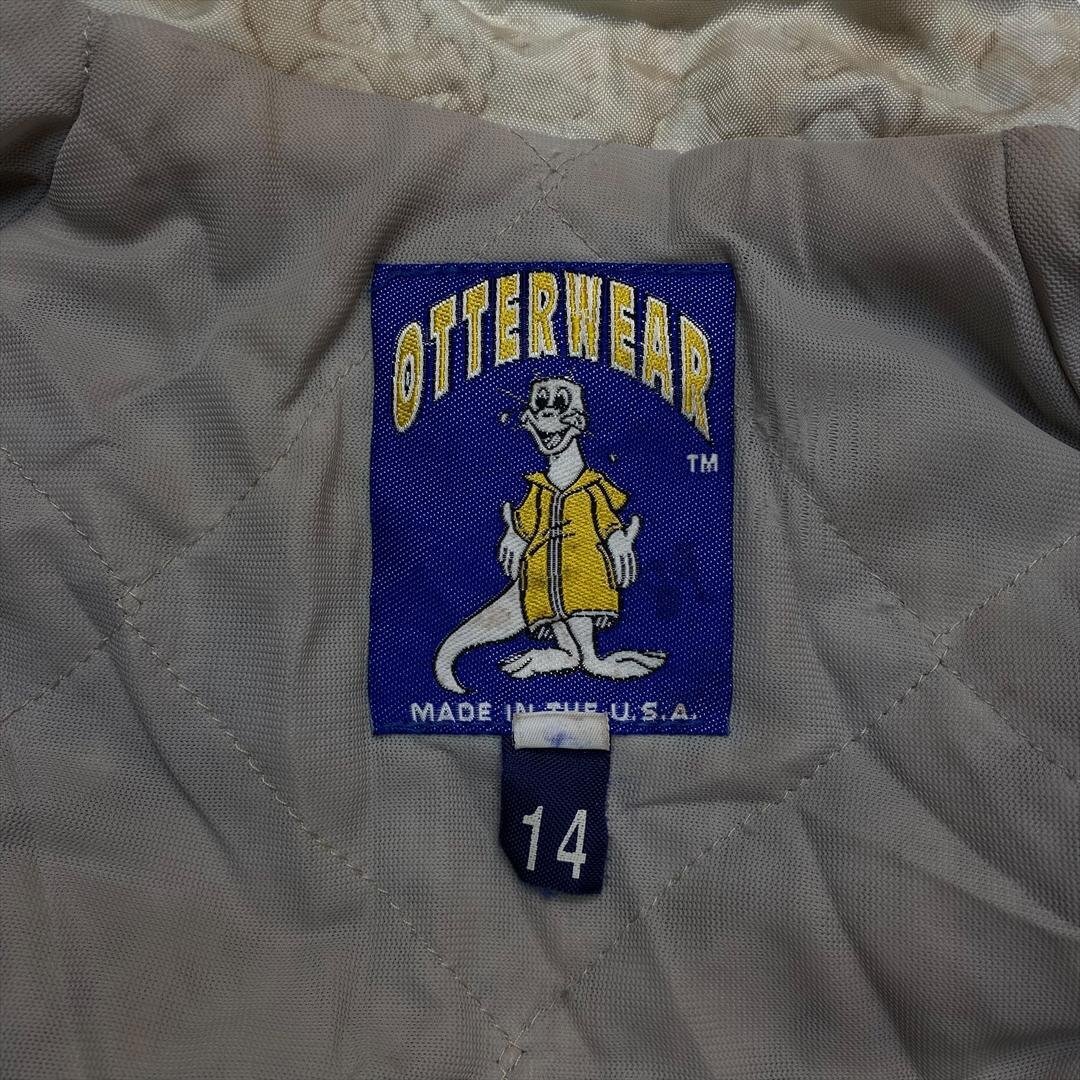 OTTERWEAR
TM
MADE IN THE U.S.A.
14